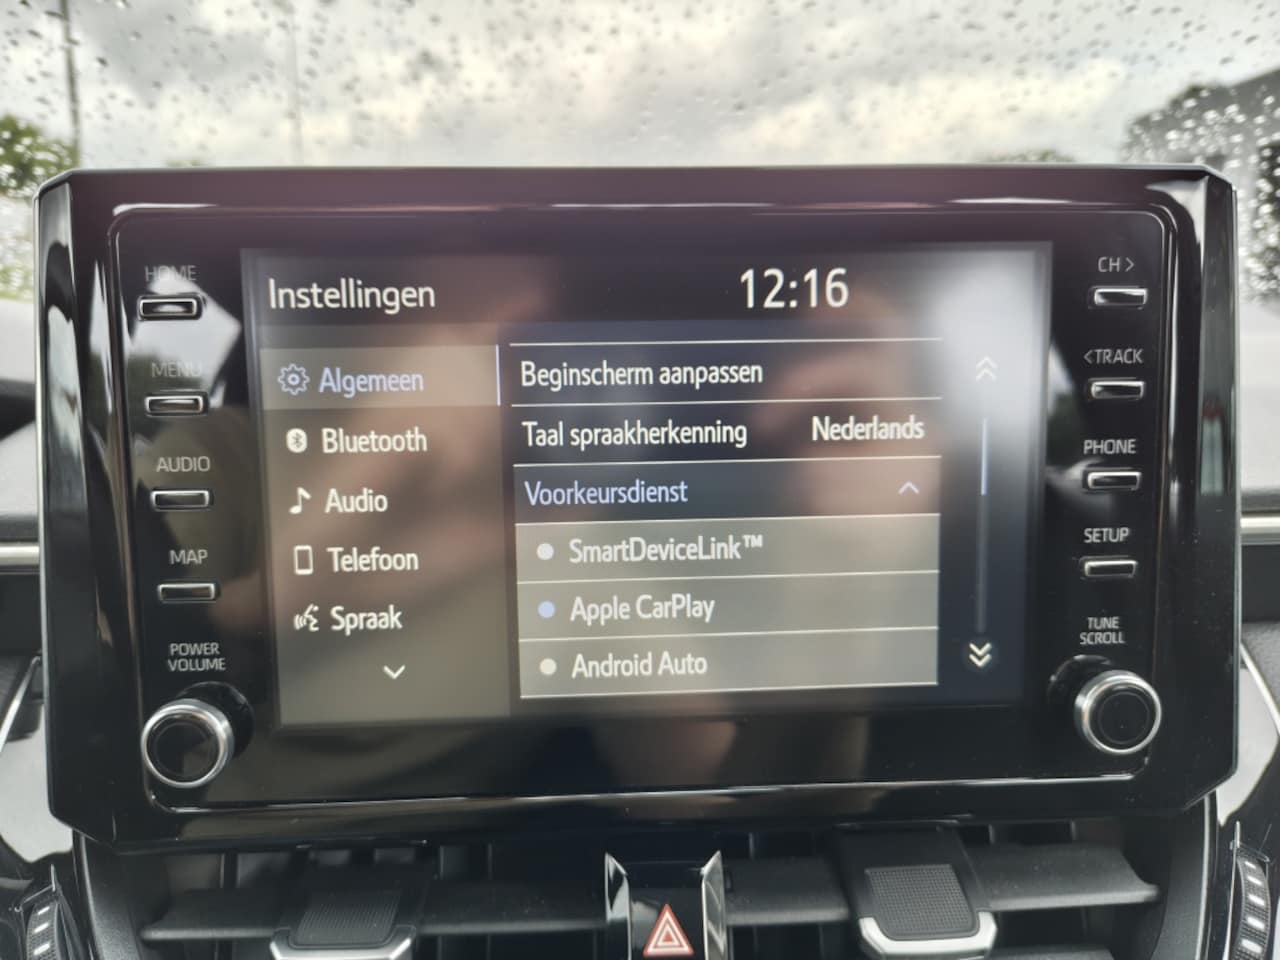 HOME
MENU
AUDIO
MAP
POWER
VOLUME
Instellingen
12:16
Algemeen
Bluetooth
Audio
Telefoon
Spraak
Beginscherm aanpassen
Taal spraakherkenning Nederlands
Voorkeursdienst
SmartDeviceLink™
Apple CarPlay
Android Auto
CH >
< TRACK
PHONE
SETUP
TUNE
SCROLL